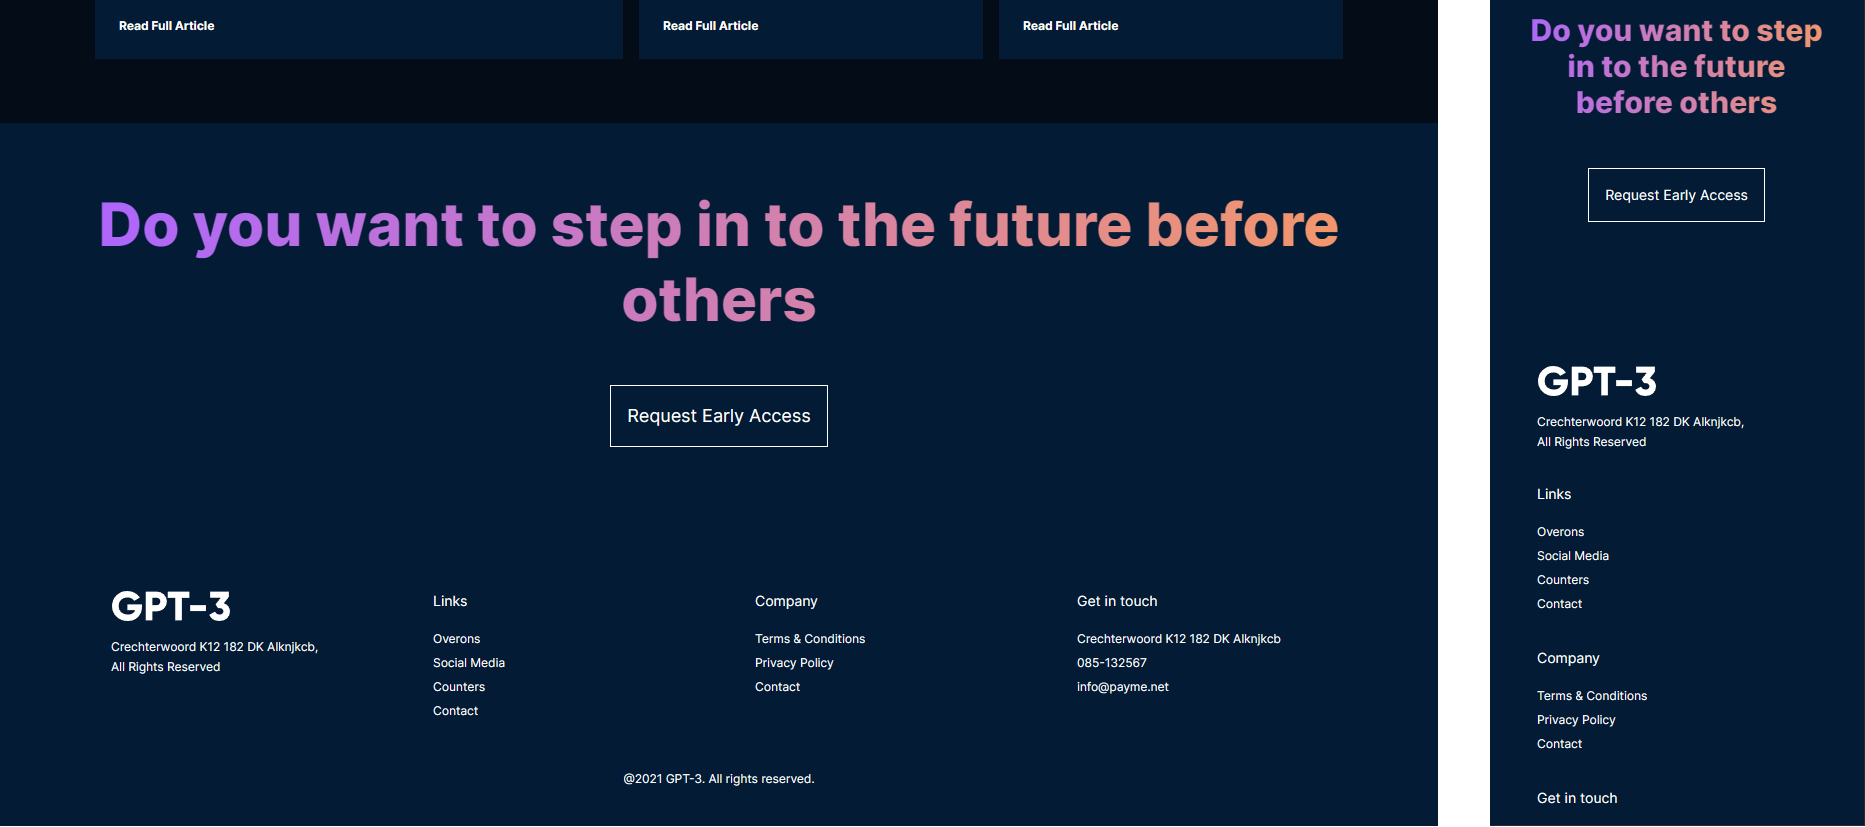 Read Full Article
Read Full Article
Read Full Article
Do you want to step in to the future before
others
Request Early Access
GPT-3
Crechterwoord K12 182 DK Alknjkcb,
All Rights Reserved
Links
Overons
Social Media
Counters
Contact
Company
Terms & Conditions
Privacy Policy
Contact
Get in touch
Crechterwoord K12 182 DK Alknjkcb
085-132567
info@payme.net
@2021 GPT-3. All rights reserved.
Do you want to step
in to the future
before others
Request Early Access
GPT-3
Crechterwoord K12 182 DK Alknjkcb,
All Rights Reserved
Links
Overons
Social Media
Counters
Contact
Company
Terms & Conditions
Privacy Policy
Contact
Get in touch